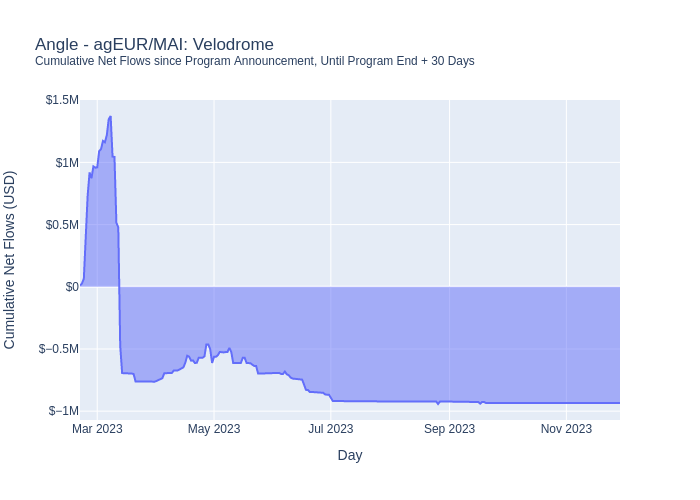 Angle - agEUR/MAI: Velodrome
Cumulative Net Flows since Program Announcement, Until Program End + 30 Days
$1.5M
$1M
$0.5M
$0
$−0.5M
$−1M
Cumulative Net Flows (USD)
Mar 2023 May 2023 Jul 2023 Sep 2023 Nov 2023
Day